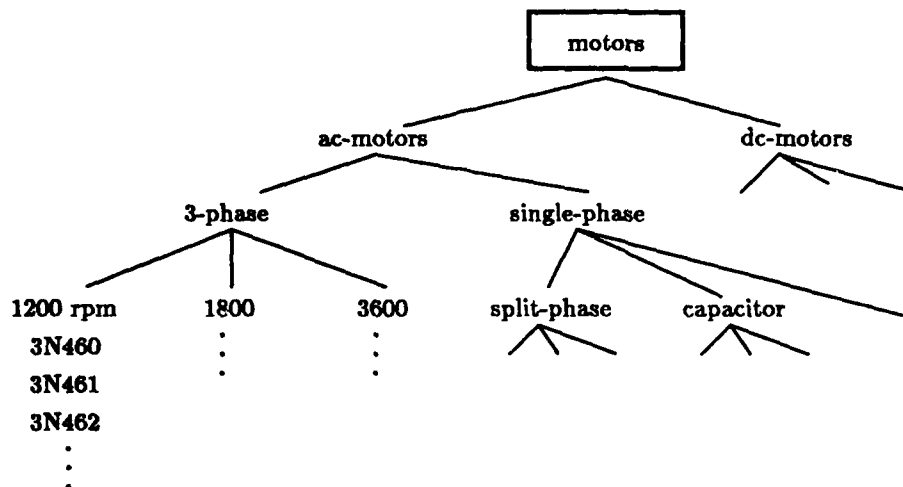 motors
ac-motors dc-motors
3-phase single-phase
1200 rpm 1800 3600 split-phase capacitor
3N460
3N461
3N462